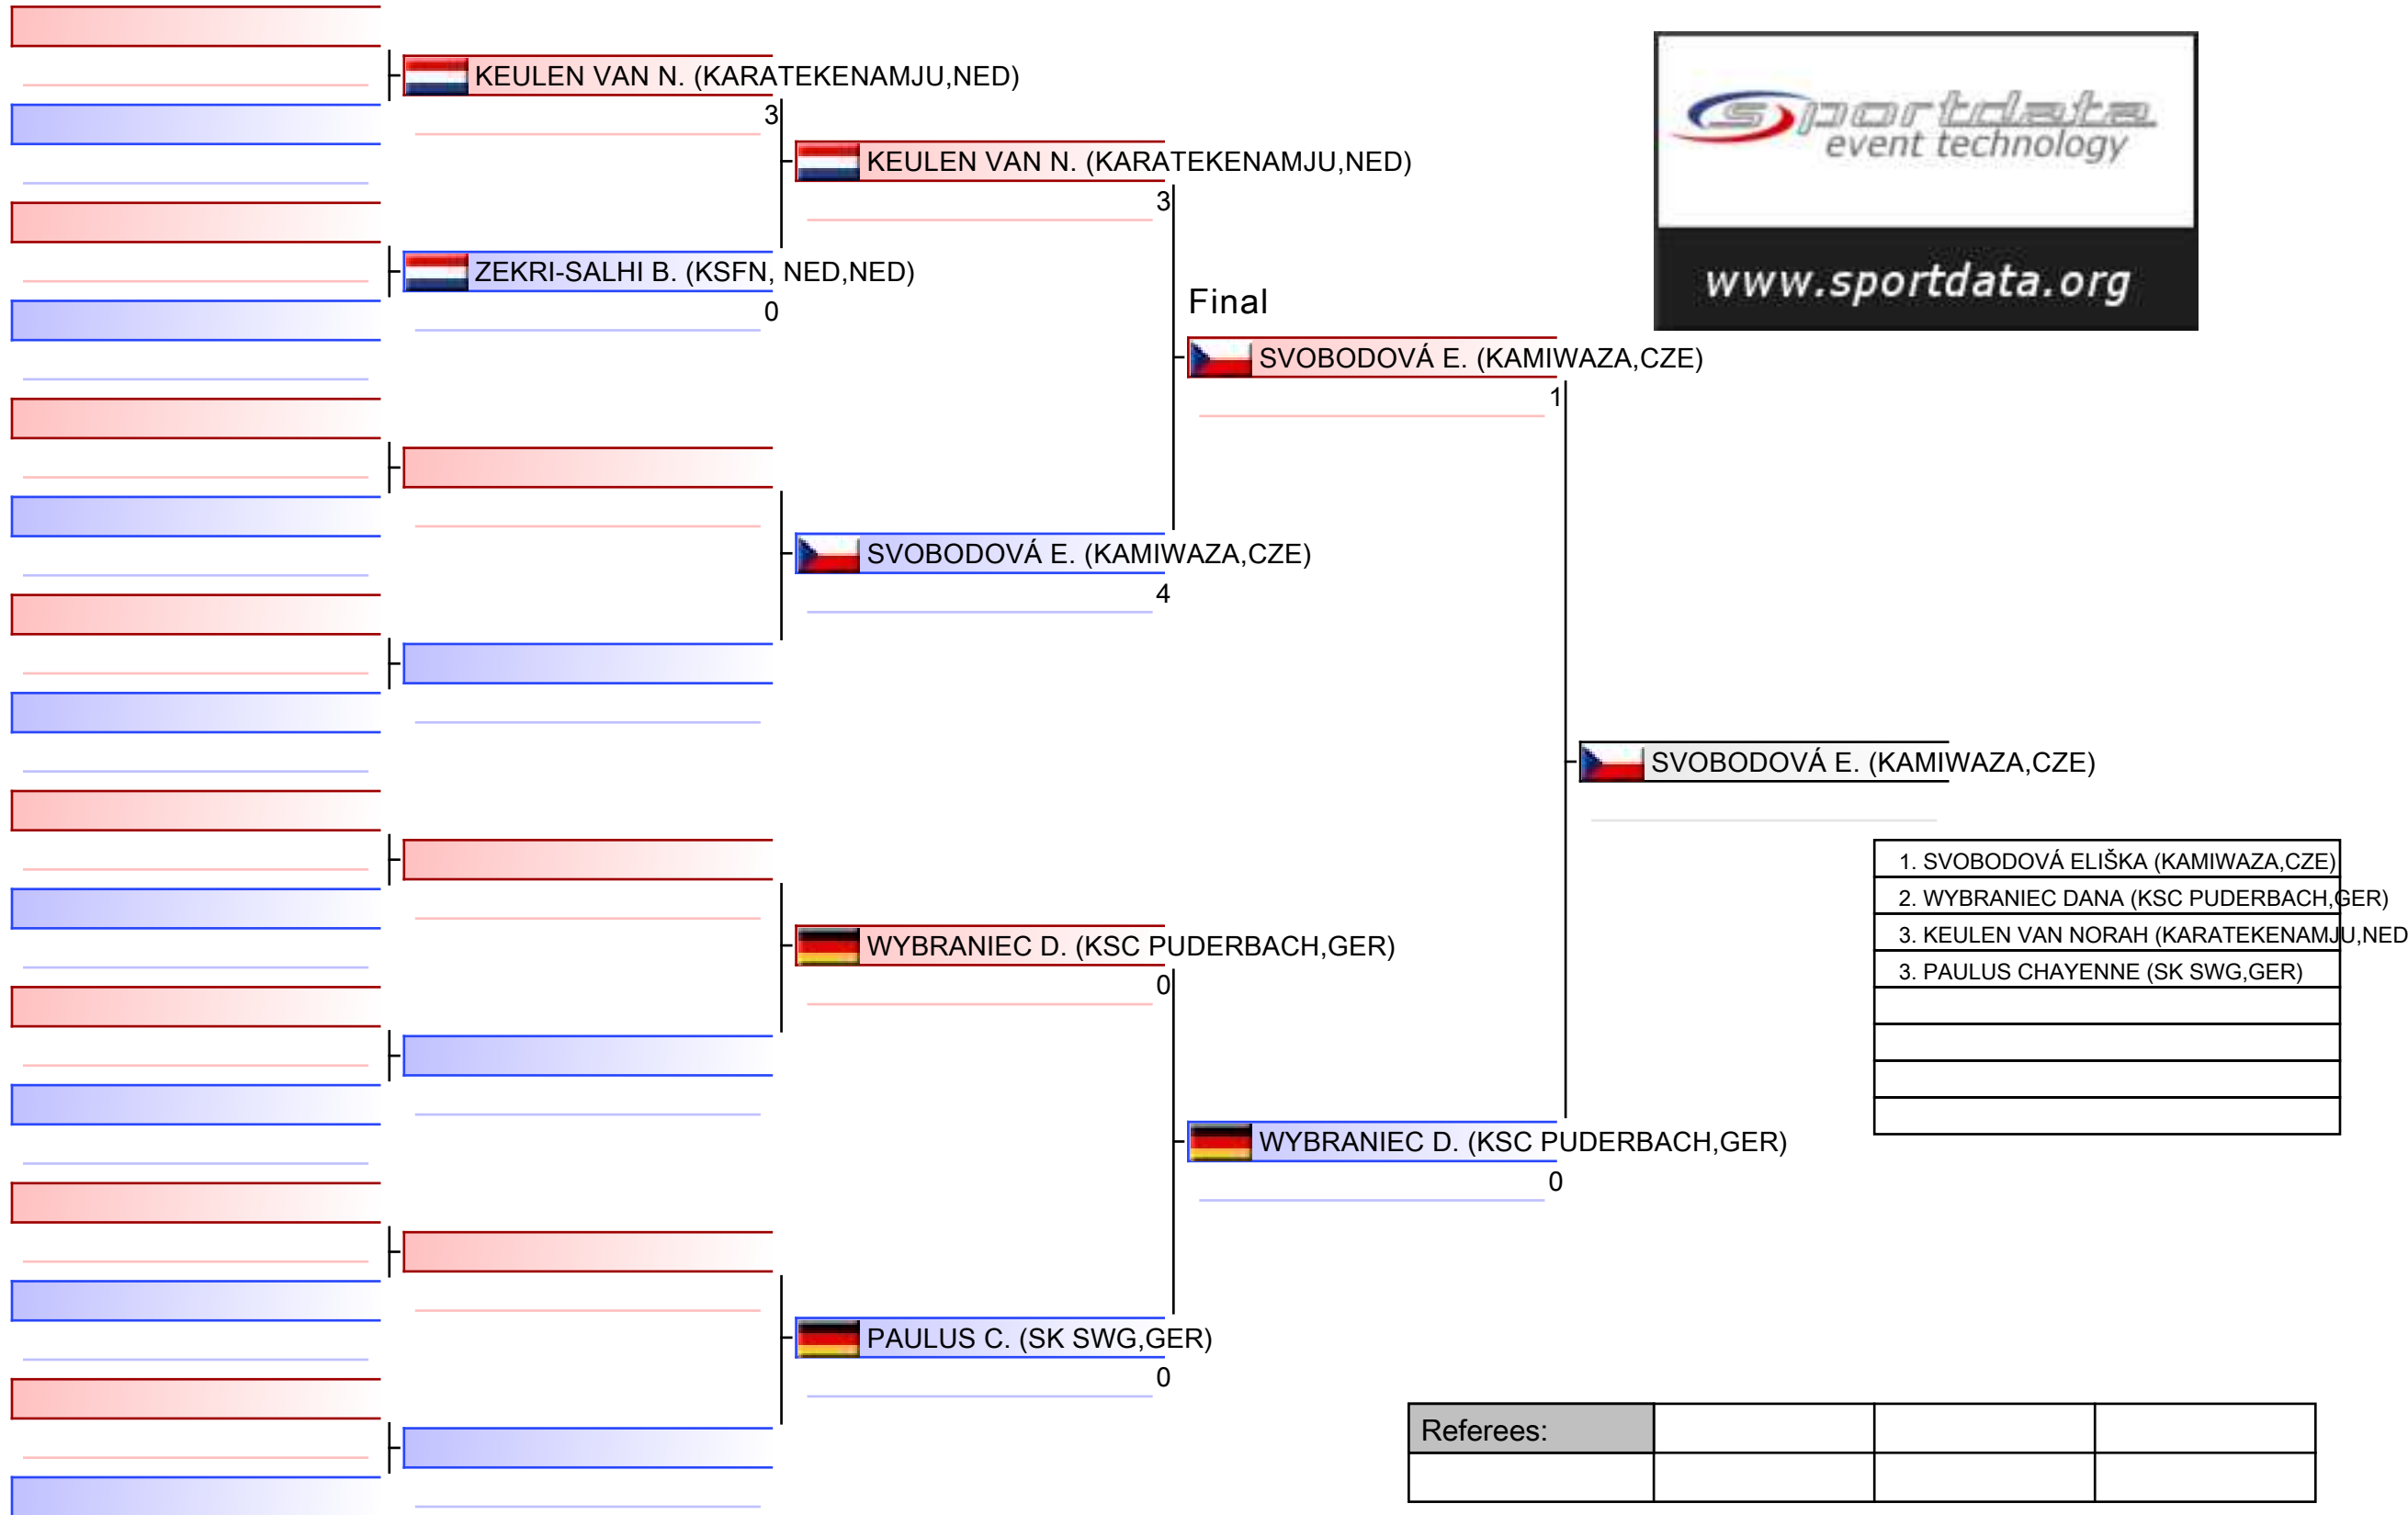 KEULEN VAN N. (KARATEKENAMJU,NED)
3
KEULEN VAN N. (KARATEKENAMJU,NED)
3
ZEKRI-SALHI B. (KSFN, NED,NED)
0
sportdata
event technology
www.sportdata.org
Final
SVOBODOVÁ E. (KAMIWAZA,CZE)
1
SVOBODOVÁ E. (KAMIWAZA,CZE)
4
SVOBODOVÁ E. (KAMIWAZA,CZE)
1. SVOBODOVÁ ELIŠKA (KAMIWAZA,CZE)
2. WYBRANIEC DANA (KSC PUDERBACH,GER)
3. KEULEN VAN NORAH (KARATEKENAMJU,NED
3. PAULUS CHAYENNE (SK SWG,GER)
WYBRANIEC D. (KSC PUDERBACH,GER)
0
WYBRANIEC D. (KSC PUDERBACH,GER)
0
PAULUS C. (SK SWG,GER)
0
Referees: